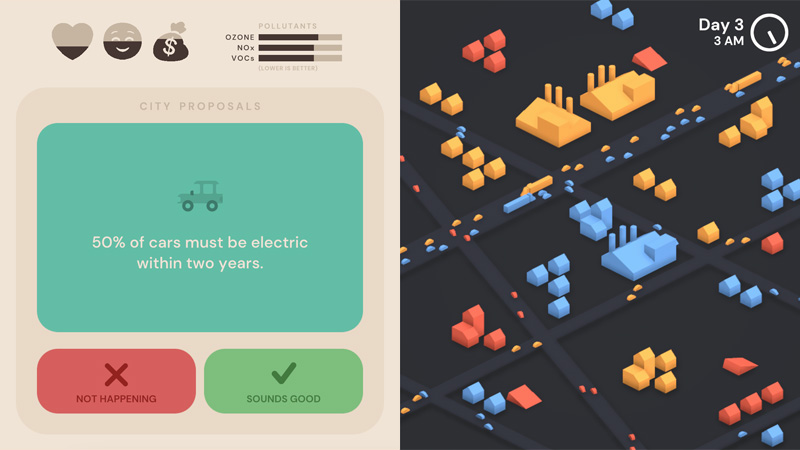 POLLUTANTS
OZONE
NOx
VOCs
(LOWER IS BETTER)
Day 3
3 AM
CITY PROPOSALS
$
50% of cars must be electric
within two years.
NOT HAPPENING
SOUNDS GOOD